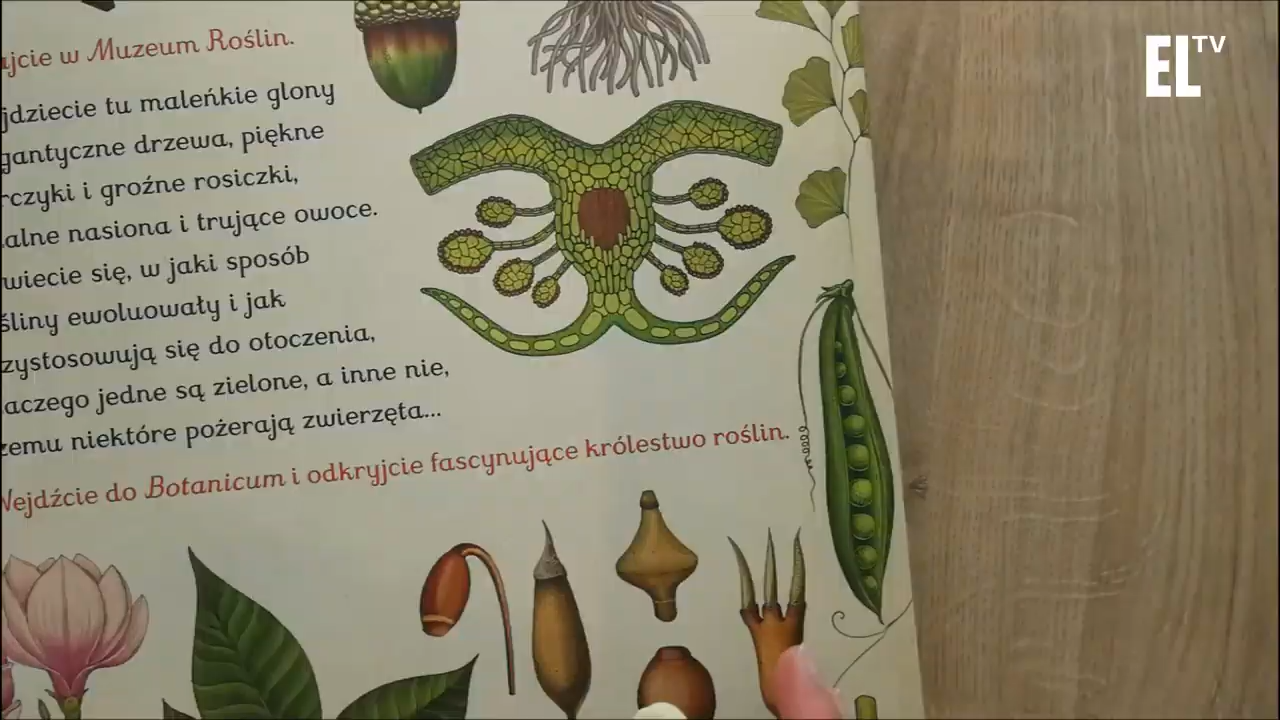 ajcie w Muzeum Roślin.
jdziecie tu maleńkie glony
gantyczne drzewa, piękne
rczyki i groźne rosiczki,
alne nasiona i trujące owoce.
wiecie się, w jaki sposób
śliny ewoluowały i jak
zystosowują się do otoczenia,
laczego jedne są zielone, a inne nie,
zemu niektóre pożerają zwierzęta...
Wejdźcie do Botanicum i odkryjcie fascynujące królestwo roślin.
EL TV